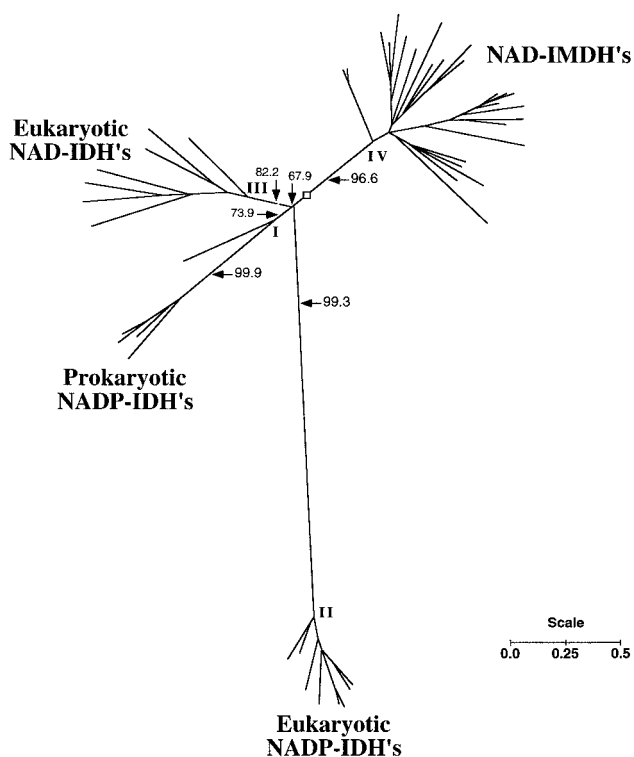 NAD-IMDH's
Eukaryotic
NAD-IDH's
IV
III
82.2
67.9
96.6
73.9
I
99.9
99.3
Prokaryotic
NADP-IDH's
II
Scale
0.0 0.25 0.5
Eukaryotic
NADP-IDH's